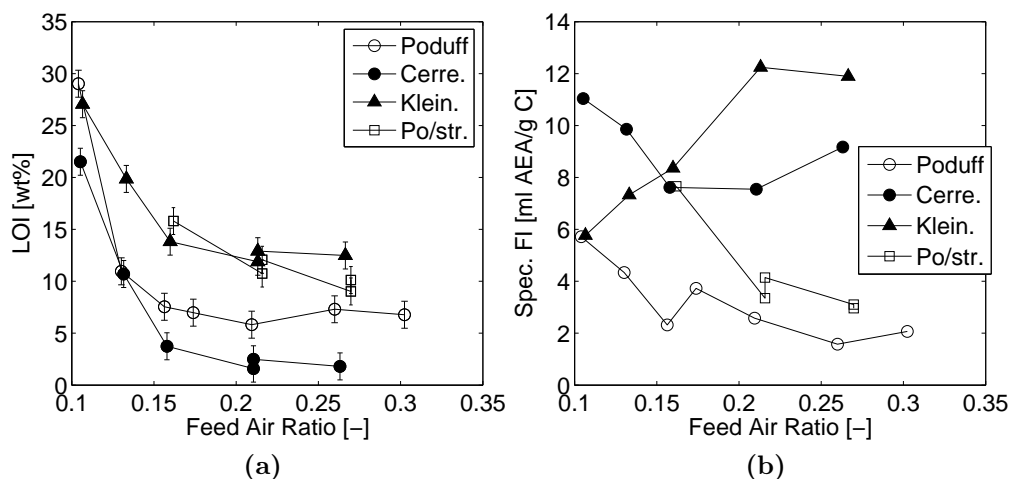 35
30
25
20
15
10
5
0
LOI [wt%]
0.1 0.15 0.2 0.25 0.3 0.35
Feed Air Ratio [−]
Poduff
Cerre.
Klein.
Po/str.
(a)
14
12
10
8
6
4
2
0
Spec. FI [ml AEA/g C]
0.1 0.15 0.2 0.25 0.3 0.35
Feed Air Ratio [−]
Poduff
Cerre.
Klein.
Po/str.
(b)